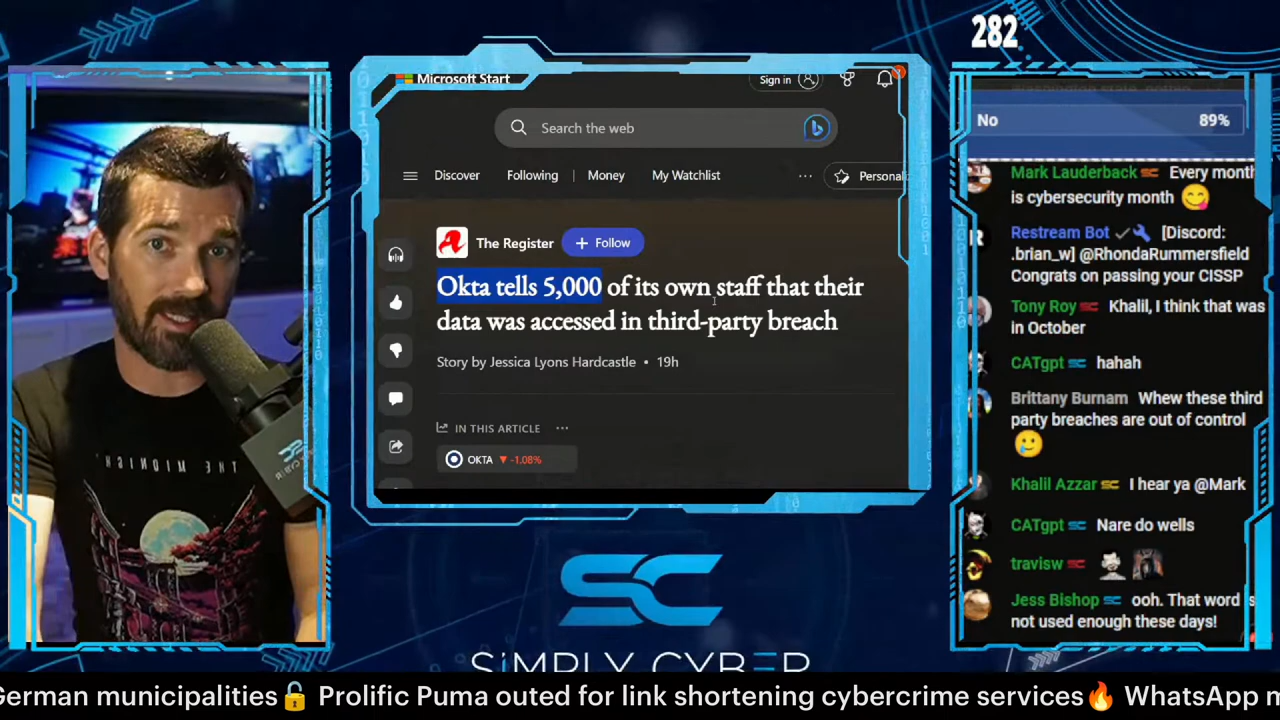 282
Microsoft Start
Sign in
Search the web
Discover
Following
Money
My Watchlist
Personal
The Register
+ Follow
Okta tells 5,000 of its own staff that their
data was accessed in third-party breach
Story by Jessica Lyons Hardcastle • 19h
IN THIS ARTICLE
OKTA ▼ -1.08%
No 89%
Mark Lauderback Every month
is cybersecurity month
Restream Bot [Discord:
.brian_w] @RhondaRummersfield
Congrats on passing your CISSP
Tony Roy Khalil, I think that was
in October
CATgpt hahah
Brittany Burnam Whew these third
party breaches are out of control
Khalil Azzar I hear ya @Mark
CATgpt Nare do wells
travisw
Jess Bishop ooh. That word is
not used enough these days!
THE MIDNIGHT
SC
SIMPLY CYBER
German municipalities🔓 Prolific Puma outed for link shortening cybercrime services🔥 WhatsApp m